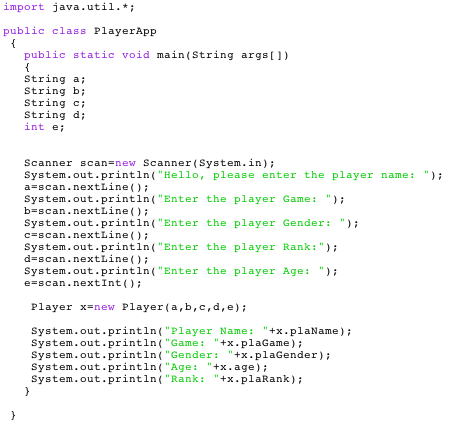 import java.util.*;
public class PlayerApp
{
public static void main(String args[])
{
String a;
String b;
String c;
String d;
int e;
Scanner scan=new Scanner(System.in);
System.out.println("Hello, please enter the player name: ");
a=scan.nextLine();
System.out.println("Enter the player Game: ");
b=scan.nextLine();
System.out.println("Enter the player Gender: ");
c=scan.nextLine();
System.out.println("Enter the player Rank:");
d=scan.nextLine();
System.out.println("Enter the player Age: ");
e=scan.nextInt();
Player x=new Player(a,b,c,d,e);
System.out.println("Player Name: "+x.plaName);
System.out.println("Game: "+x.plaGame);
System.out.println("Gender: "+x.plaGender);
System.out.println("Age: "+x.age);
System.out.println("Rank: "+x.plaRank);
}
}